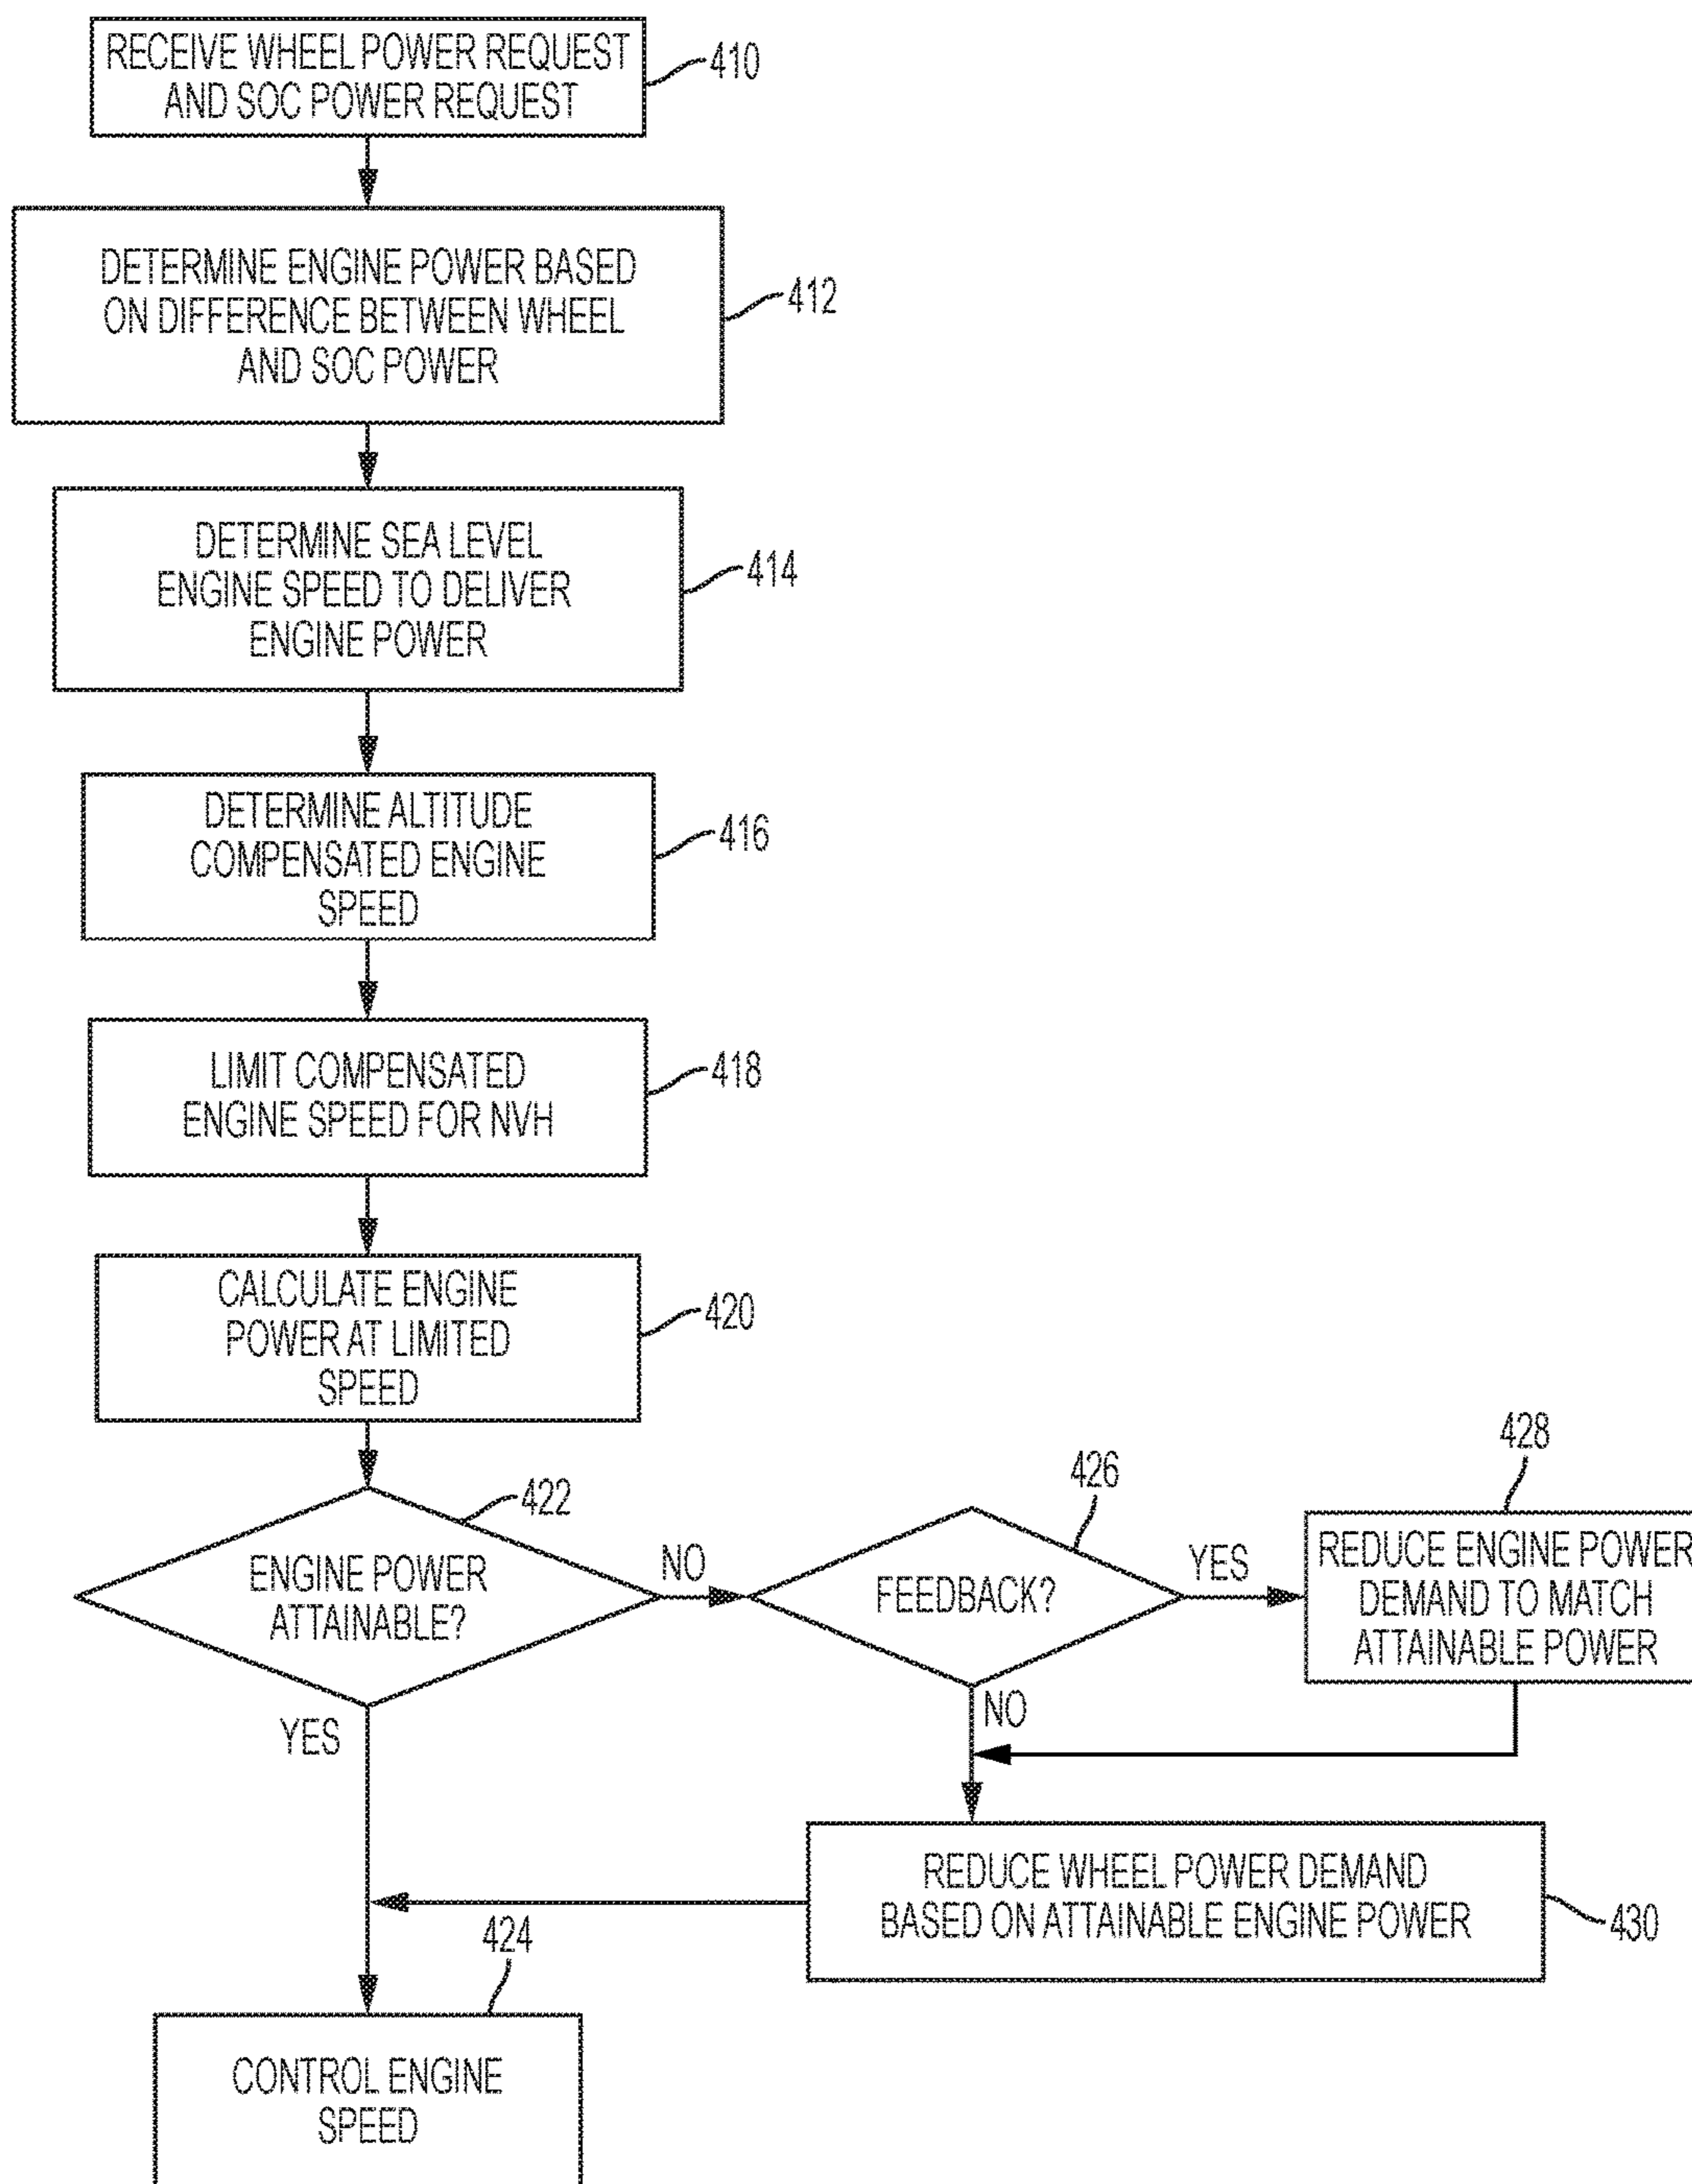 RECEIVE WHEEL POWER REQUEST
AND SOC POWER REQUEST
410
DETERMINE ENGINE POWER BASED
ON DIFFERENCE BETWEEN WHEEL
AND SOC POWER
412
DETERMINE SEA LEVEL
ENGINE SPEED TO DELIVER
ENGINE POWER
414
DETERMINE ALTITUDE
COMPENSATED ENGINE
SPEED
416
LIMIT COMPENSATED
ENGINE SPEED FOR NVH
418
CALCULATE ENGINE
POWER AT LIMITED
SPEED
420
ENGINE POWER
ATTAINABLE?
422
NO
YES
FEEDBACK?
426
YES
NO
428
REDUCE ENGINE POWER
DEMAND TO MATCH
ATTAINABLE POWER
REDUCE WHEEL POWER DEMAND
BASED ON ATTAINABLE ENGINE POWER
430
424
CONTROL ENGINE
SPEED